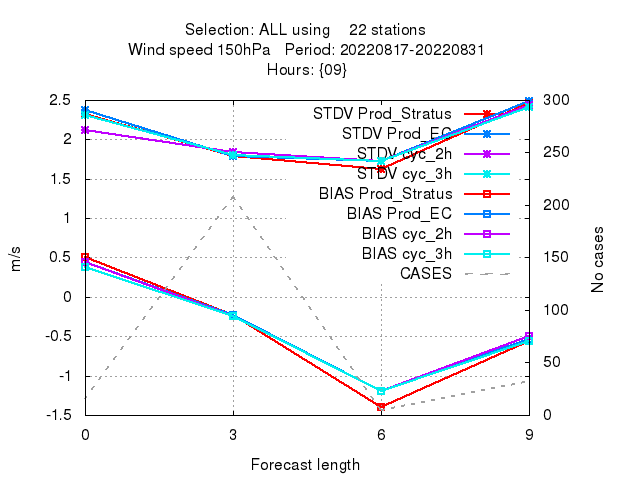 Selection: ALL using 22 stations
Wind speed 150hPa Period: 20220817-20220831
Hours: {09}
STDV Prod_Stratus
STDV Prod_EC
STDV cyc_2h
STDV cyc_3h
BIAS Prod_Stratus
BIAS Prod_EC
BIAS cyc_2h
BIAS cyc_3h
CASES
2.5
2
1.5
1
0.5
0
-0.5
-1
-1.5
m/s
300
250
200
150
100
50
0
No cases
0 3 6 9
Forecast length